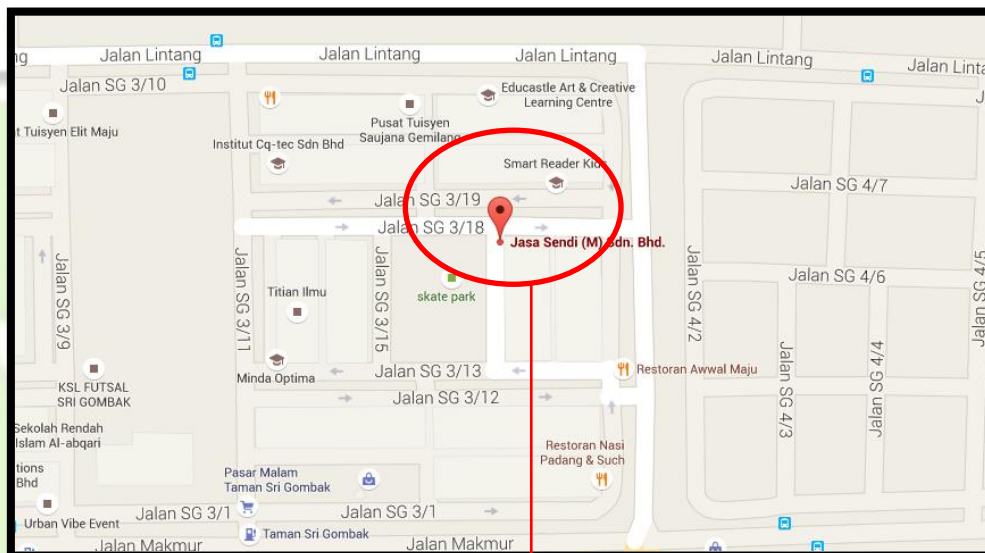 ng
Jalan Lintang
Jalan Lintang
Jalan Lintang
Jalan Lintang
Jalan Linta
Jalan SG 3/10
Educastle Art & Creative
Learning Centre
J
t Tuisyen Elit Maju
Pusat Tuisyen
Saujana Gemilang
Institut Cq-tec Sdn Bhd
Smart Reader Kids
Jalan SG 4/7
Jalan SG 3/19
Jalan SG 3/18
Jasa Sendi (M) Sdn. Bhd.
Jalan SG 3/9
Jalan SG 3/11
Jalan SG 3/15
Jalan SG 4/2
Jalan SG 4/6
Jalan SG 4/5
Titian Ilmu
skate park
Jalan SG 4/3
Jalan SG 4/4
KSL FUTSAL
SRI GOMBAK
Minda Optima
Jalan SG 3/13
Restoran Awwal Maju
Jalan SG 3/12
Sekolah Rendah
Islam Al-abqari
Restoran Nasi
Padang & Such
tions
Bhd
Pasar Malam
Taman Sri Gombak
Urban Vibe Event
Jalan SG 3/1
Jalan SG 3/1
Taman Sri Gombak
Jalan Makmur
Jalan Makmur